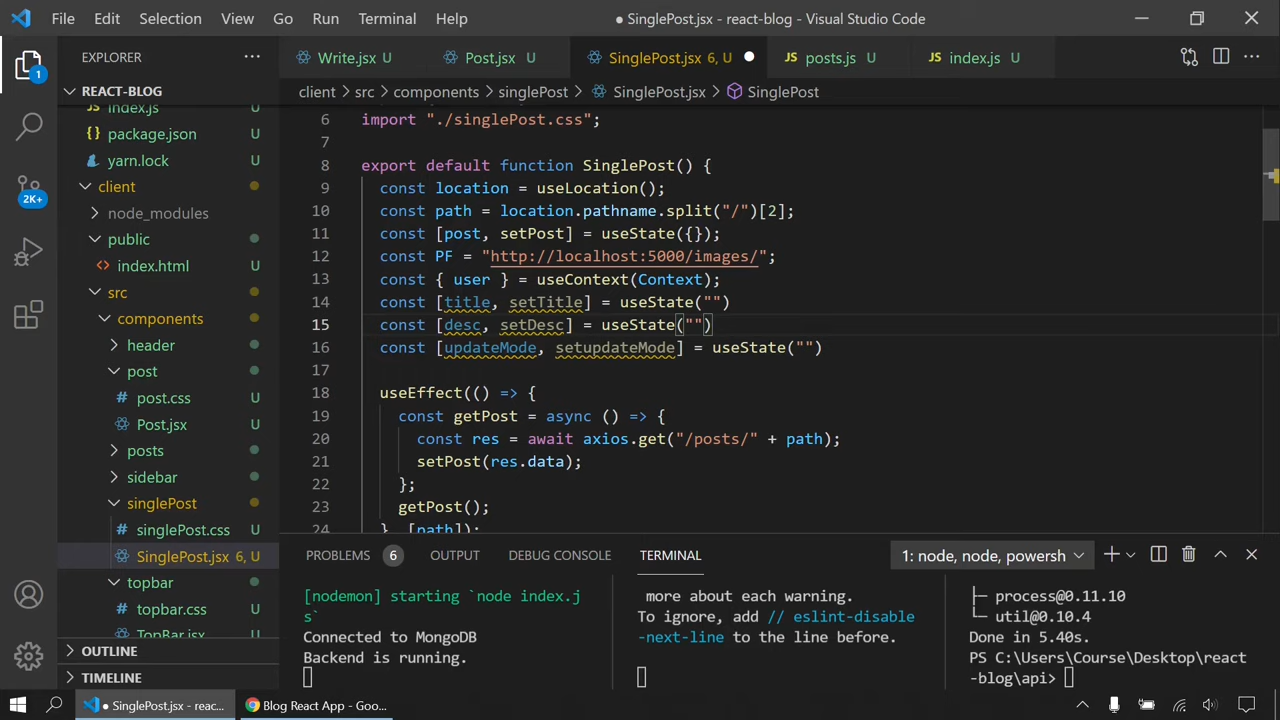 File Edit Selection View Go Run Terminal Help
● SinglePost.jsx - react-blog - Visual Studio Code
EXPLORER
Write.jsx U
Post.jsx U
SinglePost.jsx 6, U
JS posts.js U
JS index.js U
1
REACT-BLOG
client > src > components > singlePost > SinglePost.jsx > SinglePost
JS index.js U
{} package.json U
yarn.lock U
client
2K+
node_modules
public
<> index.html U
src
components
header
post
# post.css U
Post.jsx U
posts
sidebar
singlePost
# singlePost.css U
SinglePost.jsx 6, U
topbar
# topbar.css U
TopBar.jsx U
OUTLINE
TIMELINE
6 import "./singlePost.css";
7
8 export default function SinglePost() {
9 const location = useLocation();
10 const path = location.pathname.split("/")[2];
11 const [post, setPost] = useState({});
12 const PF = "http://localhost:5000/images/";
13 const { user } = useContext(Context);
14 const [title, setTitle] = useState("")
15 const [desc, setDesc] = useState("")
16 const [updateMode, setupdateMode] = useState("")
17
18 useEffect(() => {
19 const getPost = async () => {
20 const res = await axios.get("/posts/" + path);
21 setPost(res.data);
22 };
23 getPost();
24 }, [path]);
PROBLEMS 6 OUTPUT DEBUG CONSOLE TERMINAL
1: node, node, powersh
[nodemon] starting `node index.j
s`
Connected to MongoDB
Backend is running.
more about each warning.
To ignore, add // eslint-disable
-next-line to the line before.
├─ process@0.11.10
└─ util@0.10.4
Done in 5.40s.
PS C:\Users\Course\Desktop\react
-blog\api>
● SinglePost.jsx - reac...
Blog React App - Goo...